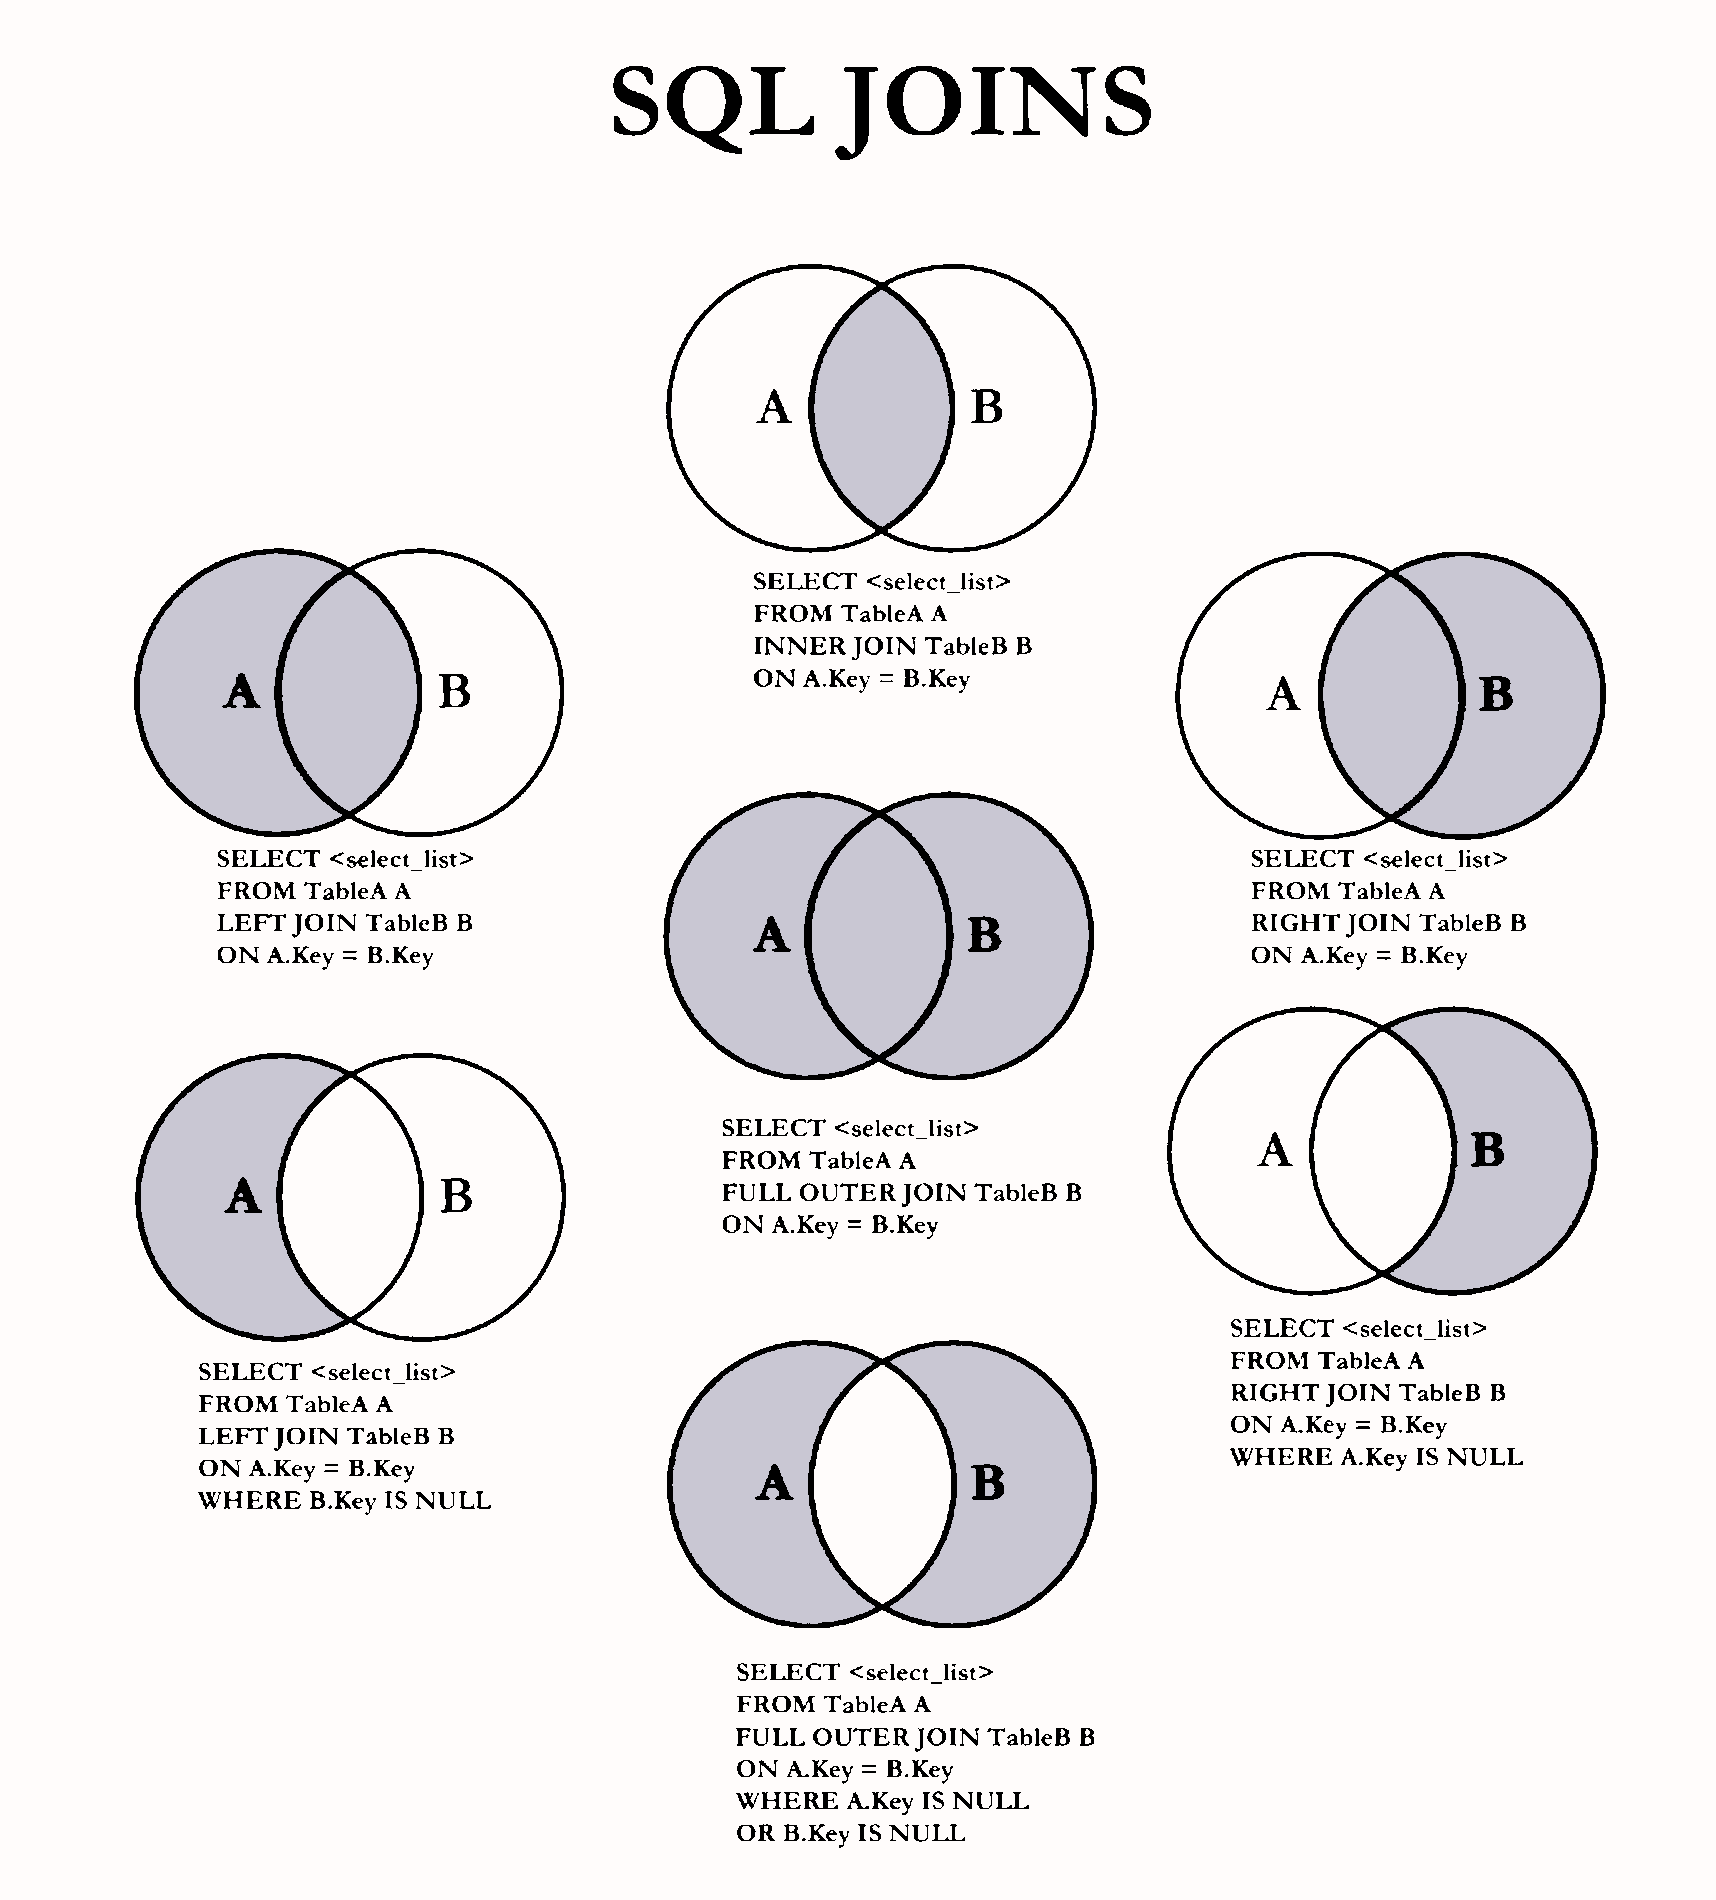 SQL JOINS
A B
SELECT <select_list>
FROM TableA A
INNER JOIN TableB B
ON A.Key = B.Key
A B
SELECT <select_list>
FROM TableA A
LEFT JOIN TableB B
ON A.Key = B.Key
A B
SELECT <select_list>
FROM TableA A
RIGHT JOIN TableB B
ON A.Key = B.Key
A B
SELECT <select_list>
FROM TableA A
FULL OUTER JOIN TableB B
ON A.Key = B.Key
A B
SELECT <select_list>
FROM TableA A
LEFT JOIN TableB B
ON A.Key = B.Key
WHERE B.Key IS NULL
A B
SELECT <select_list>
FROM TableA A
RIGHT JOIN TableB B
ON A.Key = B.Key
WHERE A.Key IS NULL
A B
SELECT <select_list>
FROM TableA A
FULL OUTER JOIN TableB B
ON A.Key = B.Key
WHERE A.Key IS NULL
OR B.Key IS NULL